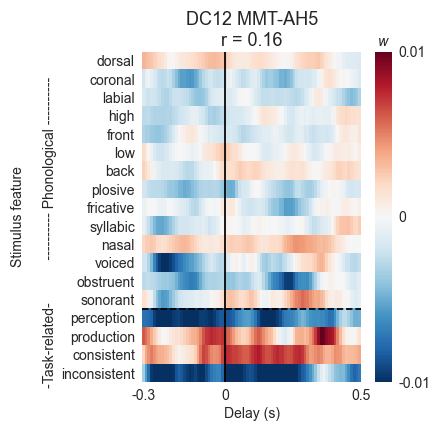 DC12 MMT-AH5
r = 0.16
w
Stimulus feature
-Task-related- ---------- Phonological ----------
dorsal
coronal
labial
high
front
low
back
plosive
fricative
syllabic
nasal
voiced
obstruent
sonorant
perception
production
consistent
inconsistent
0.01
0
-0.01
-0.3 0 0.5
Delay (s)